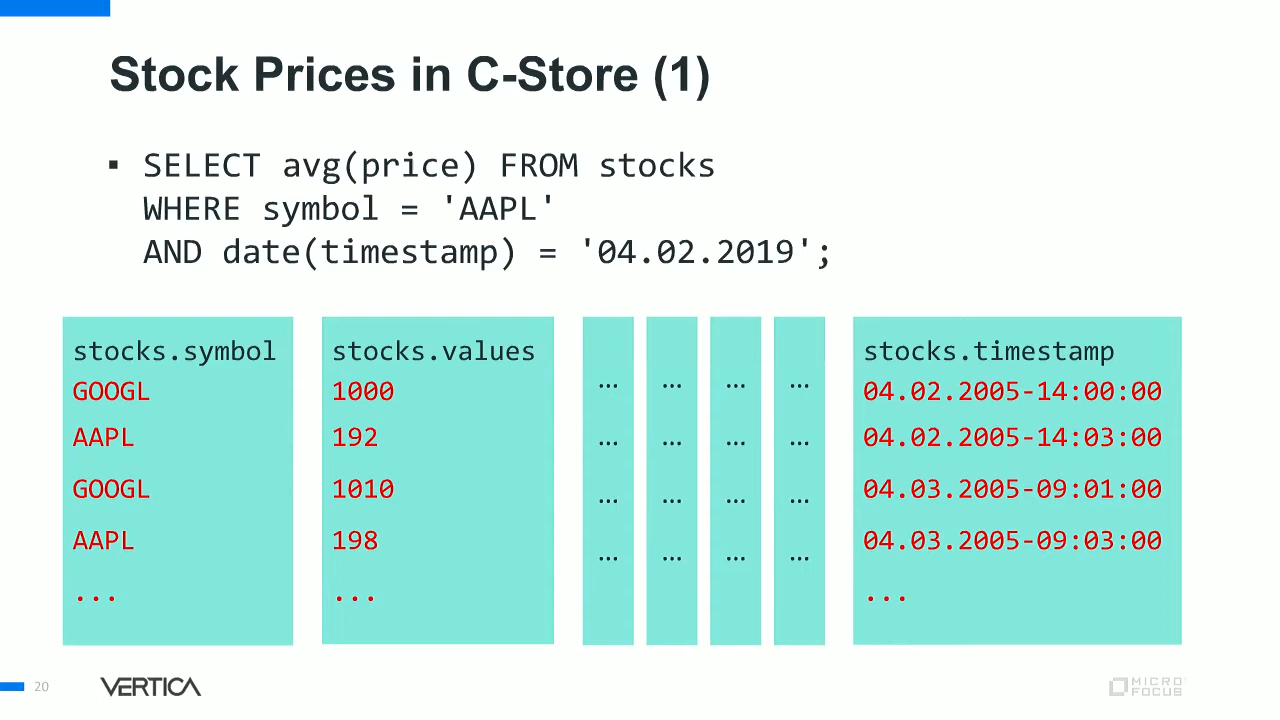 Stock Prices in C-Store (1)
▪ SELECT avg(price) FROM stocks
WHERE symbol = 'AAPL'
AND date(timestamp) = '04.02.2019';
stocks.symbol stocks.values stocks.timestamp
GOOGL 1000 … … … … 04.02.2005-14:00:00
AAPL 192 … … … … 04.02.2005-14:03:00
GOOGL 1010 … … … … 04.03.2005-09:01:00
AAPL 198 … … … … 04.03.2005-09:03:00
... ... ...
20 VERTICA MICRO
FOCUS